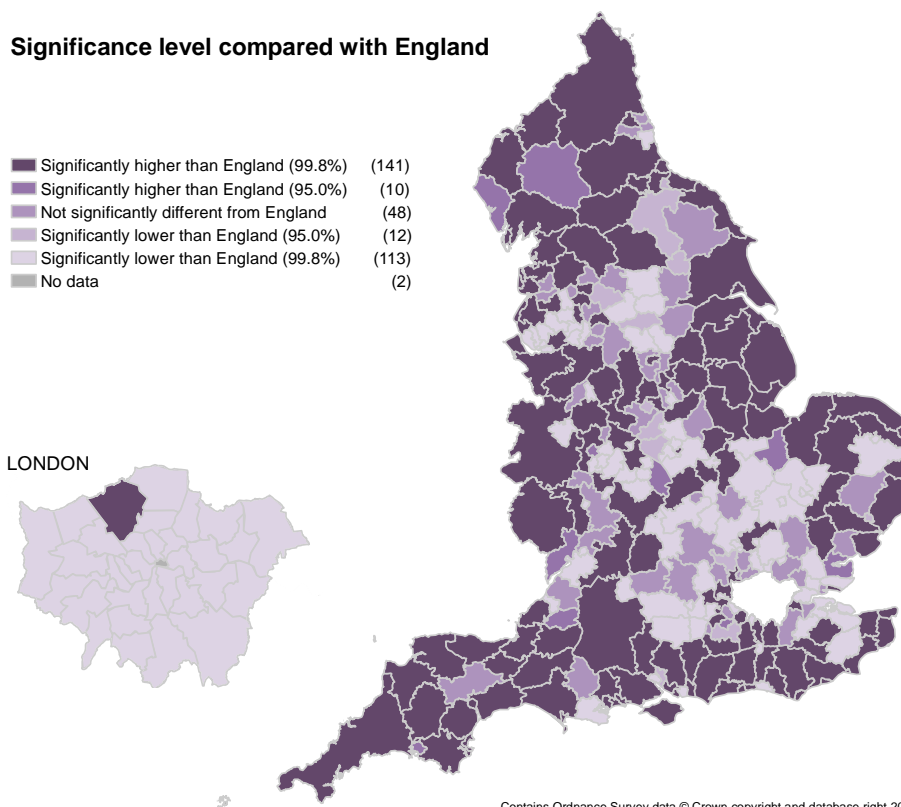 Significance level compared with England
Significantly higher than England (99.8%) (141)
Significantly higher than England (95.0%) (10)
Not significantly different from England (48)
Significantly lower than England (95.0%) (12)
Significantly lower than England (99.8%) (113)
No data (2)
LONDON
Contains Ordnance Survey data © Crown copyright and database right 20